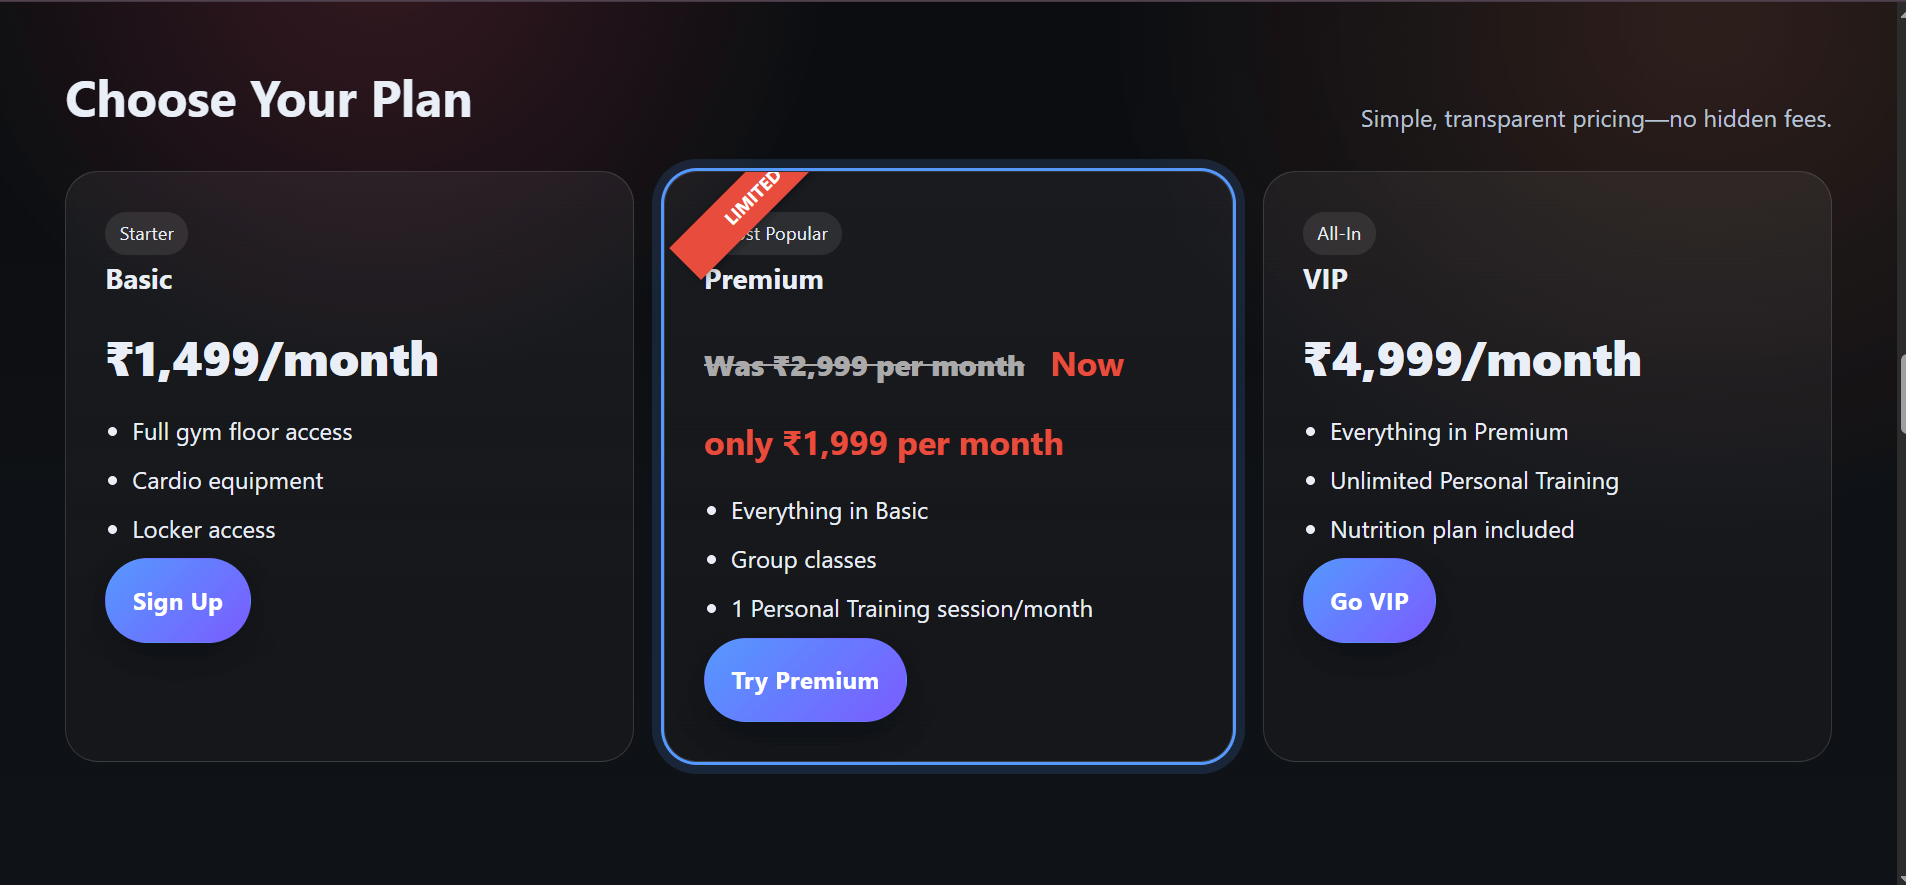 Choose Your Plan
Simple, transparent pricing—no hidden fees.
Starter
Basic
₹1,499/month
Full gym floor access
Cardio equipment
Locker access
Sign Up
LIMITED
Popular
Premium
Was ₹2,999 per month Now
only ₹1,999 per month
Everything in Basic
Group classes
1 Personal Training session/month
Try Premium
All-In
VIP
₹4,999/month
Everything in Premium
Unlimited Personal Training
Nutrition plan included
Go VIP